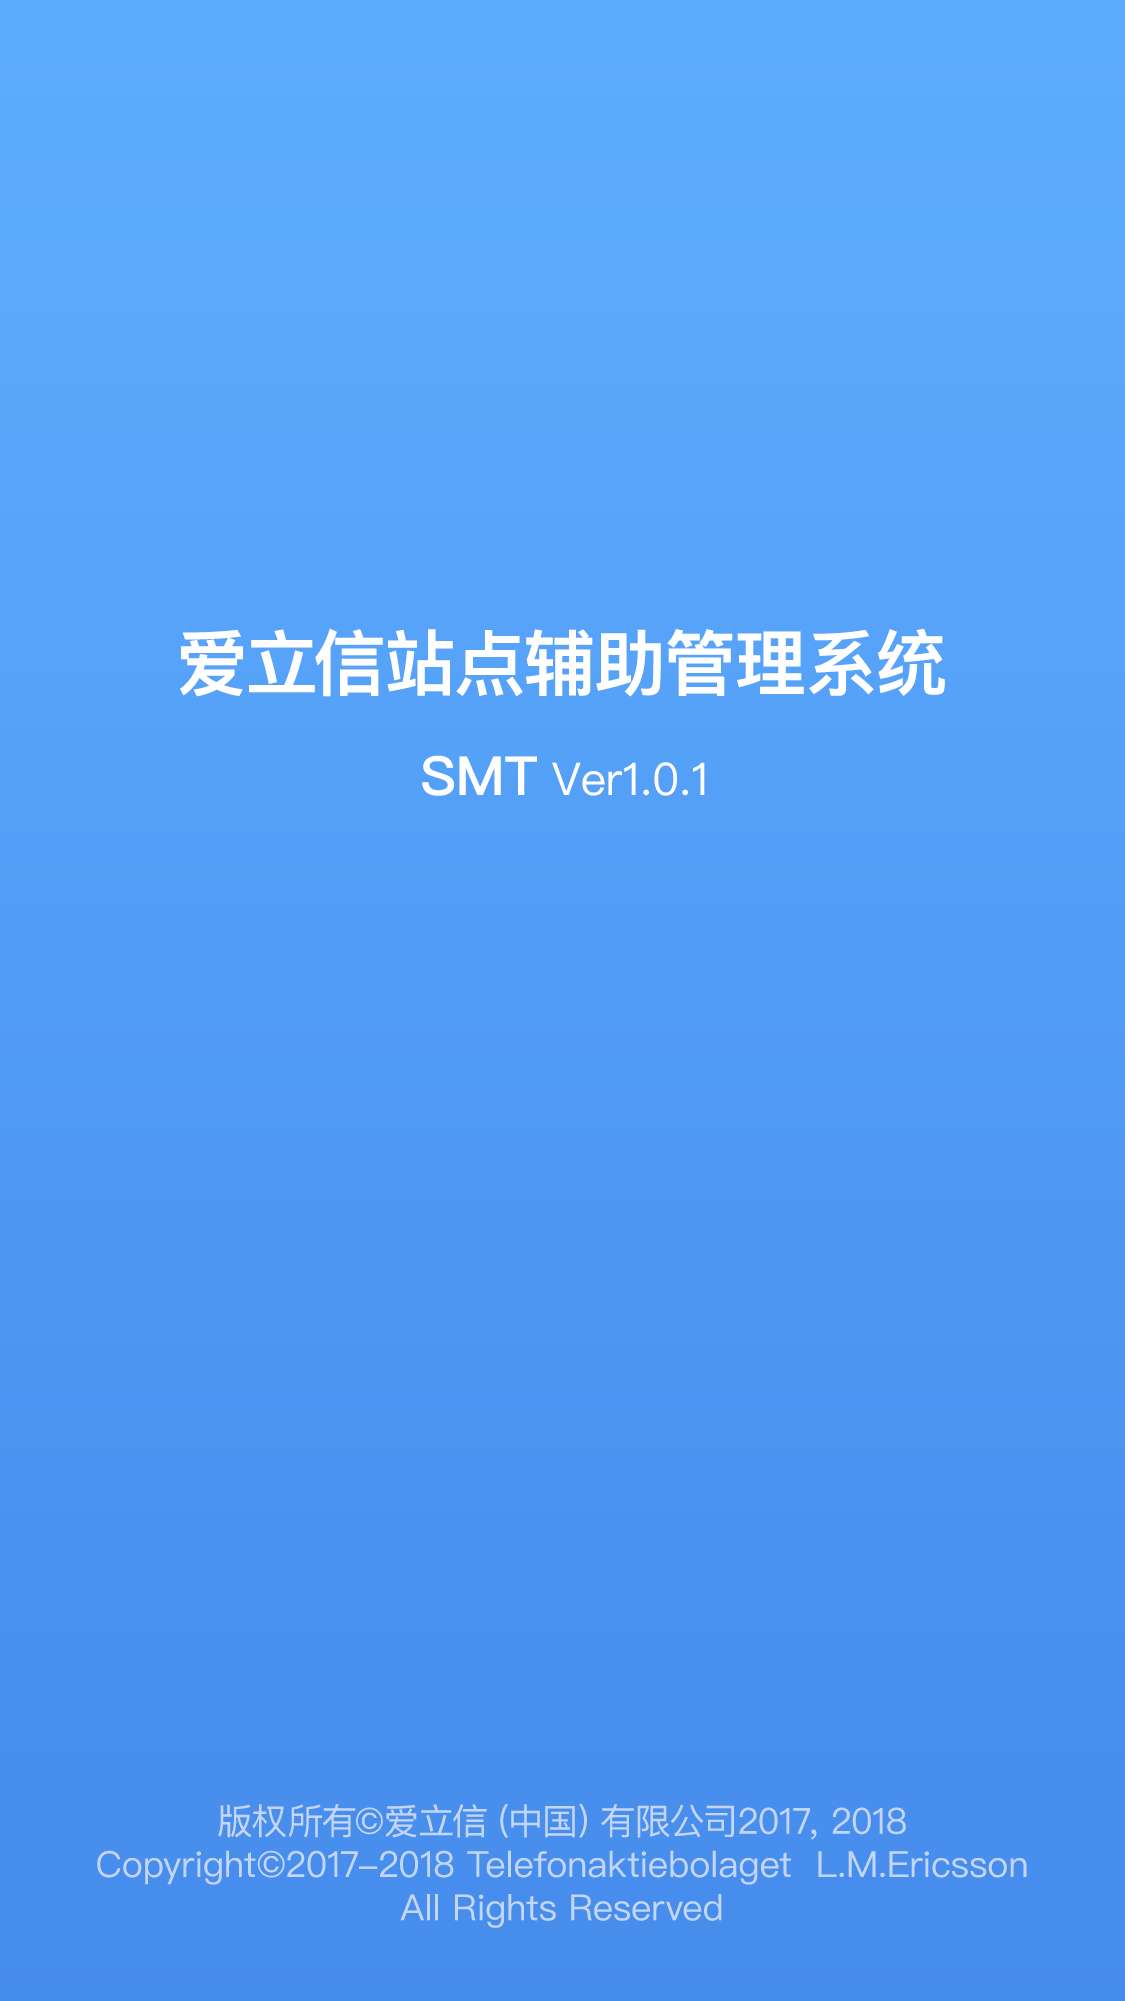 爱立信站点辅助管理系统
SMT Ver1.0.1
版权所有©爱立信 (中国) 有限公司2017, 2018
Copyright©2017-2018 Telefonaktiebolaget  L.M.Ericsson
All Rights Reserved